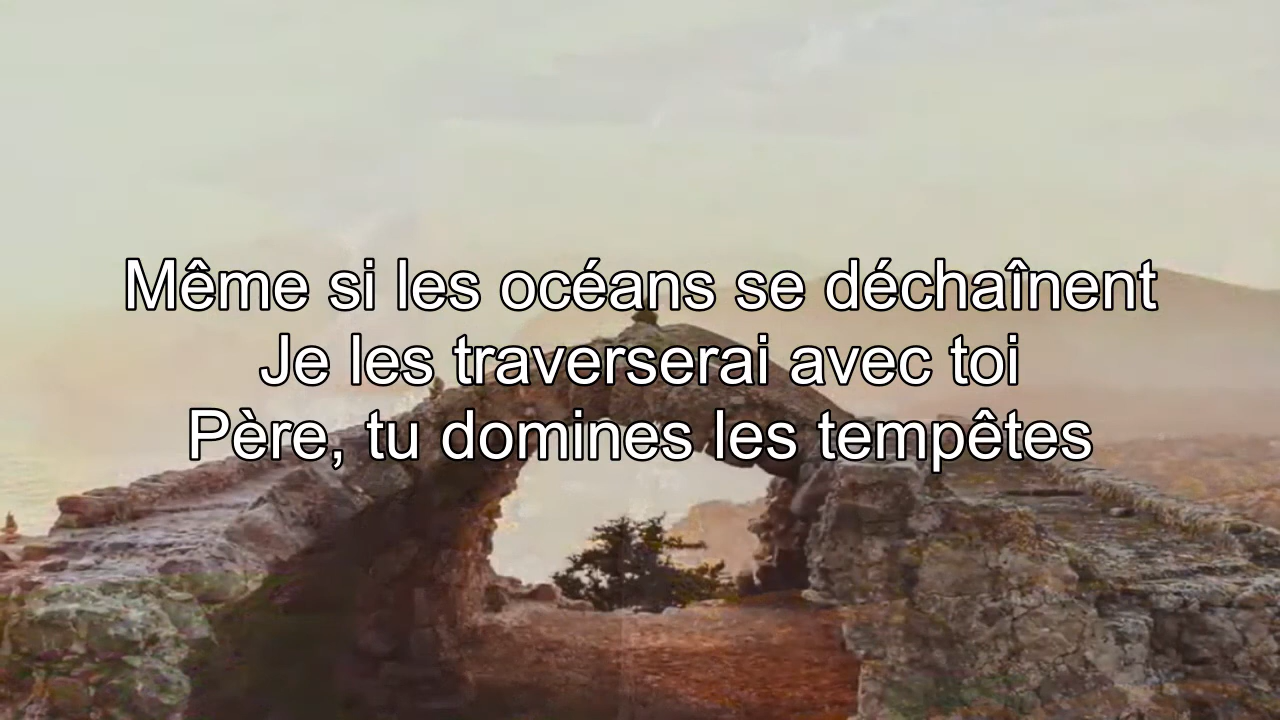 Même si les océans se déchaînent
Je les traverserai avec toi
Père, tu domines les tempêtes